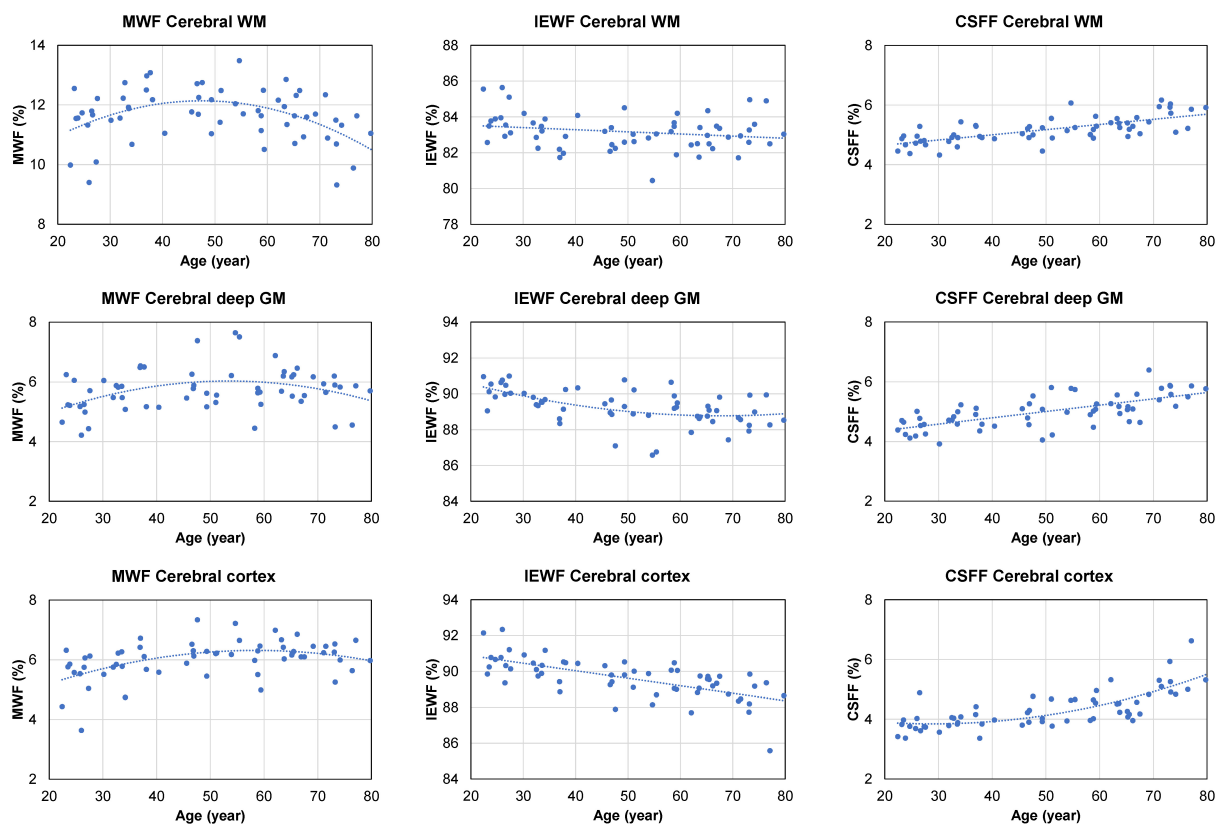 MWF Cerebral WM
IEWF Cerebral WM
CSFF Cerebral WM
14
12
10
8
MWF (%)
20 30 40 50 60 70 80
Age (year)
88
86
84
82
80
78
IEWF (%)
20 30 40 50 60 70 80
Age (year)
8
6
4
2
CSFF (%)
20 30 40 50 60 70 80
Age (year)
MWF Cerebral deep GM
IEWF Cerebral deep GM
CSFF Cerebral deep GM
8
6
4
2
MWF (%)
20 30 40 50 60 70 80
Age (year)
94
92
90
88
86
84
IEWF (%)
20 30 40 50 60 70 80
Age (year)
8
6
4
2
CSFF (%)
20 30 40 50 60 70 80
Age (year)
MWF Cerebral cortex
IEWF Cerebral cortex
CSFF Cerebral cortex
8
6
4
2
MWF (%)
20 30 40 50 60 70 80
Age (year)
94
92
90
88
86
84
IEWF (%)
20 30 40 50 60 70 80
Age (year)
8
6
4
2
CSFF (%)
20 30 40 50 60 70 80
Age (year)